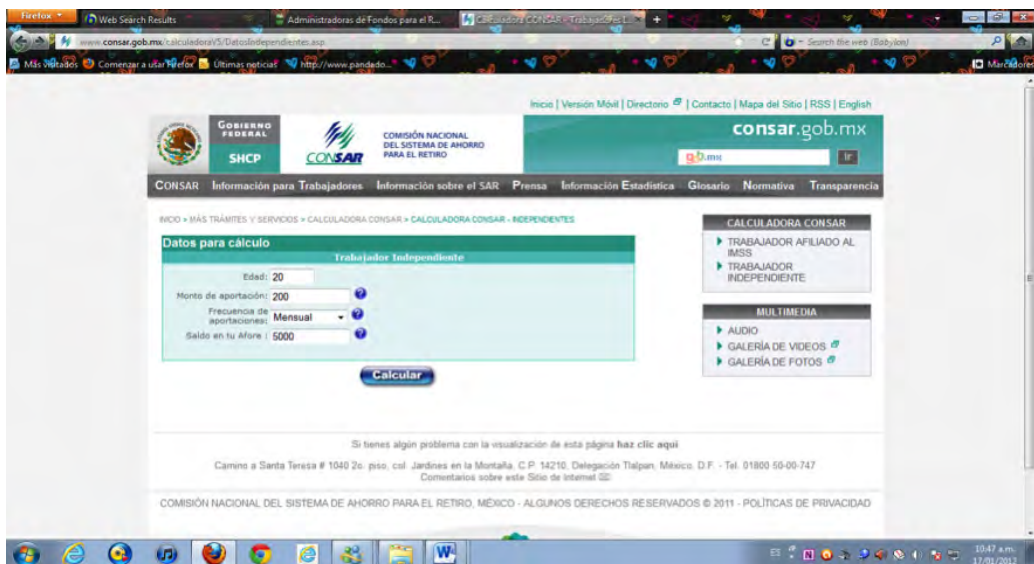 Firefox
Web Search Results
Administradoras de Fondos para el R...
Calculadora CONSAR - Trabajadores I...
www.consar.gob.mx/calculadoraV5/DatosIndependientes.asp
Search the web (Babylon)
Más visitados
Comenzar a usar Firefox
Últimas noticias
http://www.pandado...
Marcadores
Inicio | Versión Móvil | Directorio | Contacto | Mapa del Sitio | RSS | English
GOBIERNO
FEDERAL
SHCP
CONSAR
COMISIÓN NACIONAL
DEL SISTEMA DE AHORRO
PARA EL RETIRO
consar.gob.mx
gob.mx
Ir
CONSAR Información para Trabajadores Información sobre el SAR Prensa Información Estadística Glosario Normativa Transparencia
INICIO » MÁS TRÁMITES Y SERVICIOS » CALCULADORA CONSAR » CALCULADORA CONSAR - INDEPENDIENTES
Datos para cálculo
Trabajador Independiente
Edad: 20
Monto de aportación: 200
Frecuencia de
aportaciones: Mensual
Saldo en tu Afore : 5000
Calcular
CALCULADORA CONSAR
TRABAJADOR AFILIADO AL
IMSS
TRABAJADOR
INDEPENDIENTE
MULTIMEDIA
AUDIO
GALERÍA DE VIDEOS
GALERÍA DE FOTOS
Si tienes algún problema con la visualización de esta página haz clic aqui
Camino a Santa Teresa # 1040 2o. piso, col. Jardines en la Montaña, C.P. 14210, Delegación Tlalpan, México, D.F. - Tel. 01800 50-00-747
Comentarios sobre este Sitio de Internet
COMISIÓN NACIONAL DEL SISTEMA DE AHORRO PARA EL RETIRO, MÉXICO - ALGUNOS DERECHOS RESERVADOS © 2011 - POLÍTICAS DE PRIVACIDAD
ES
10:47 a.m.
17/01/2012